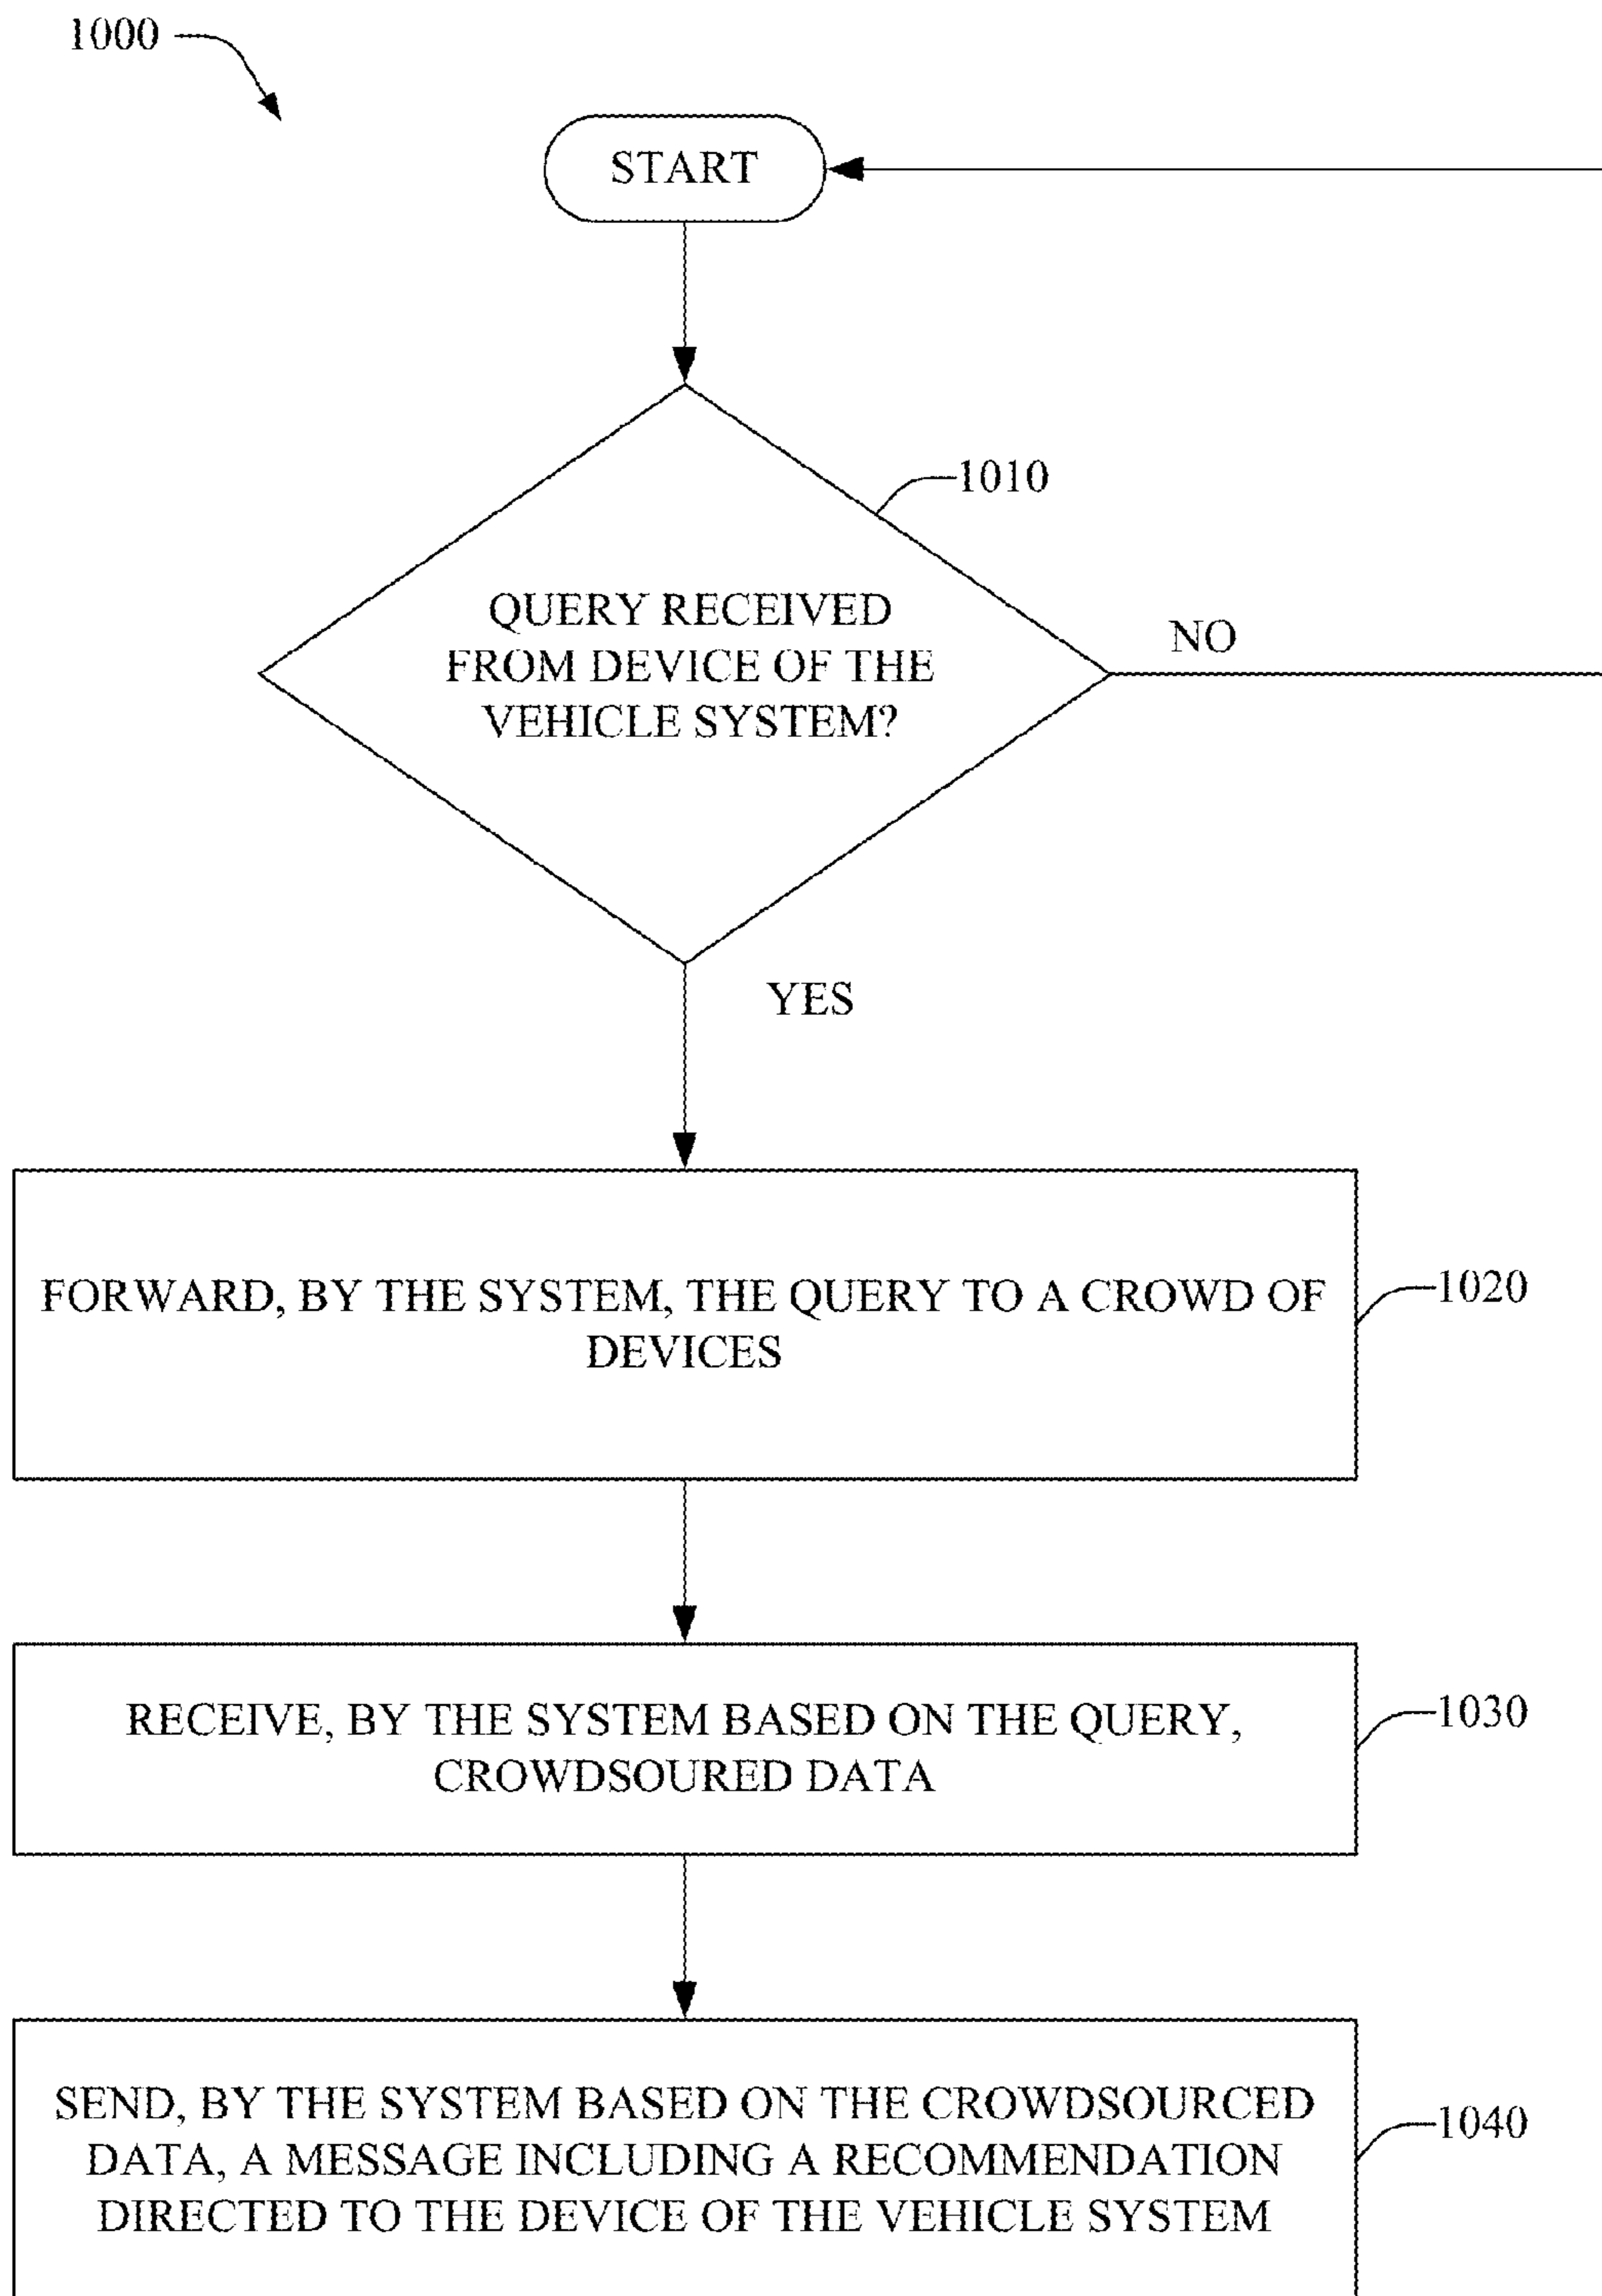 1000
START
1010
QUERY RECEIVED
FROM DEVICE OF THE
VEHICLE SYSTEM?
NO
YES
FORWARD, BY THE SYSTEM, THE QUERY TO A CROWD OF
DEVICES
1020
RECEIVE, BY THE SYSTEM BASED ON THE QUERY,
CROWDSOURED DATA
1030
SEND, BY THE SYSTEM BASED ON THE CROWDSOURCED
DATA, A MESSAGE INCLUDING A RECOMMENDATION
DIRECTED TO THE DEVICE OF THE VEHICLE SYSTEM
1040